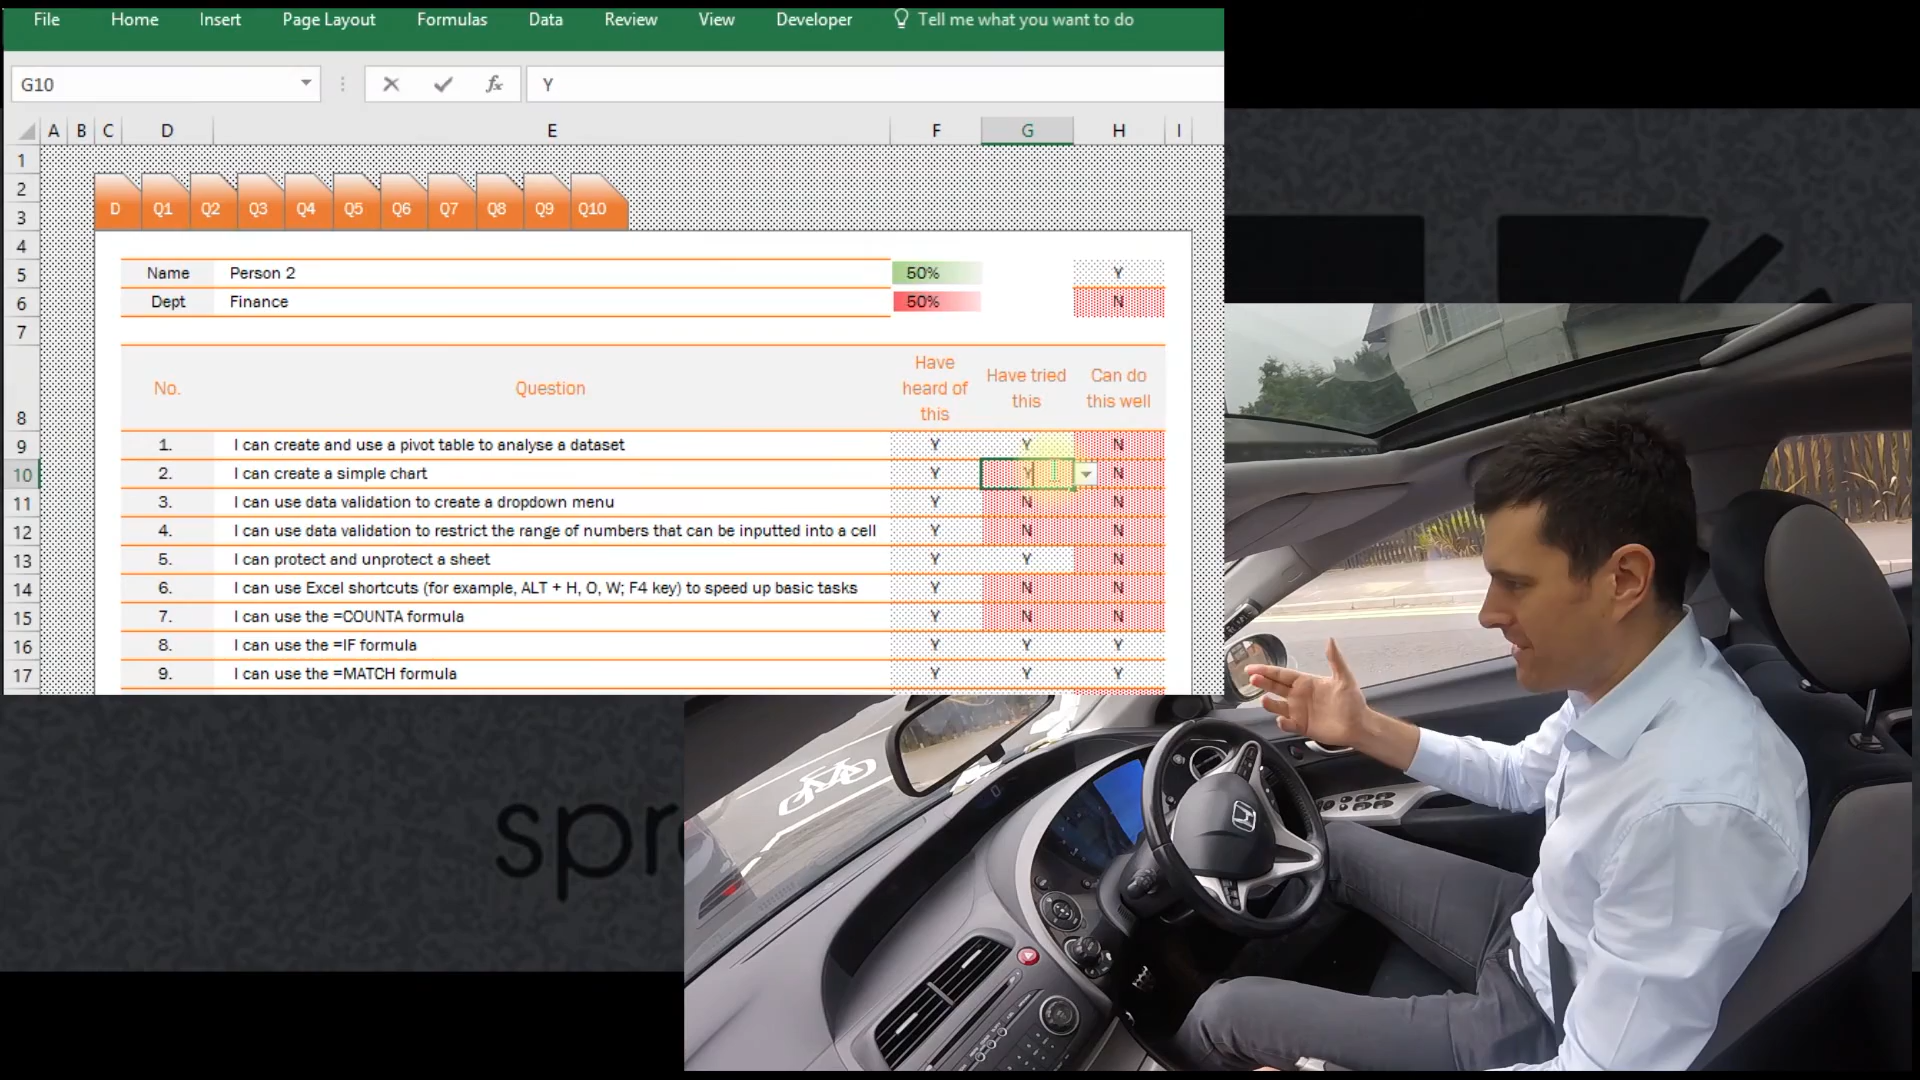 File Home Insert Page Layout Formulas Data Review View Developer Tell me what you want to do
G10 fx Y
A B C D E F G H I
1
2
3 D Q1 Q2 Q3 Q4 Q5 Q6 Q7 Q8 Q9 Q10
4
5 Name Person 2 50% Y
6 Dept Finance 50% N
7
8 No. Question Have heard of this Have tried this Can do this well
9 1. I can create and use a pivot table to analyse a dataset Y Y N
10 2. I can create a simple chart Y Y N
11 3. I can use data validation to create a dropdown menu Y N N
12 4. I can use data validation to restrict the range of numbers that can be inputted into a cell Y N N
13 5. I can protect and unprotect a sheet Y Y N
14 6. I can use Excel shortcuts (for example, ALT + H, O, W; F4 key) to speed up basic tasks Y N N
15 7. I can use the =COUNTA formula Y N N
16 8. I can use the =IF formula Y Y Y
17 9. I can use the =MATCH formula Y Y Y